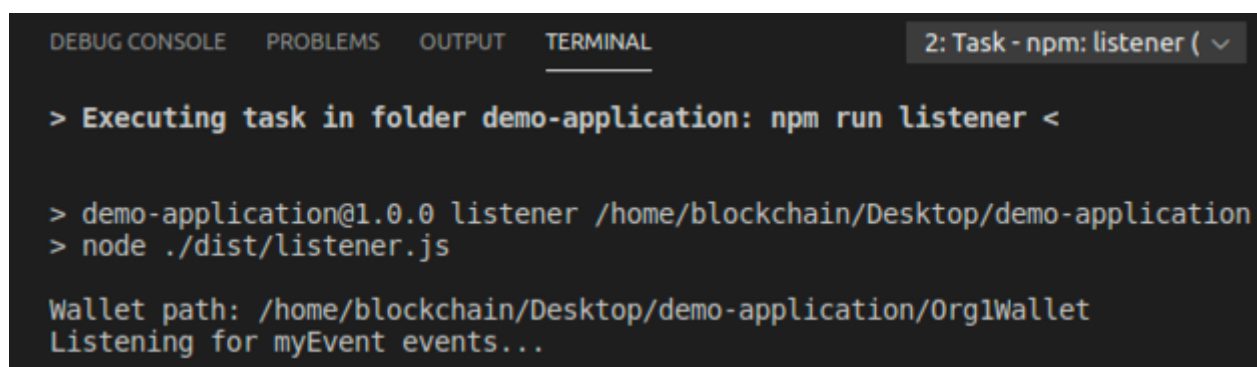 DEBUG CONSOLE PROBLEMS OUTPUT TERMINAL 2: Task - npm: listener (
> Executing task in folder demo-application: npm run listener <
> demo-application@1.0.0 listener /home/blockchain/Desktop/demo-application
> node ./dist/listener.js
Wallet path: /home/blockchain/Desktop/demo-application/Org1Wallet
Listening for myEvent events...